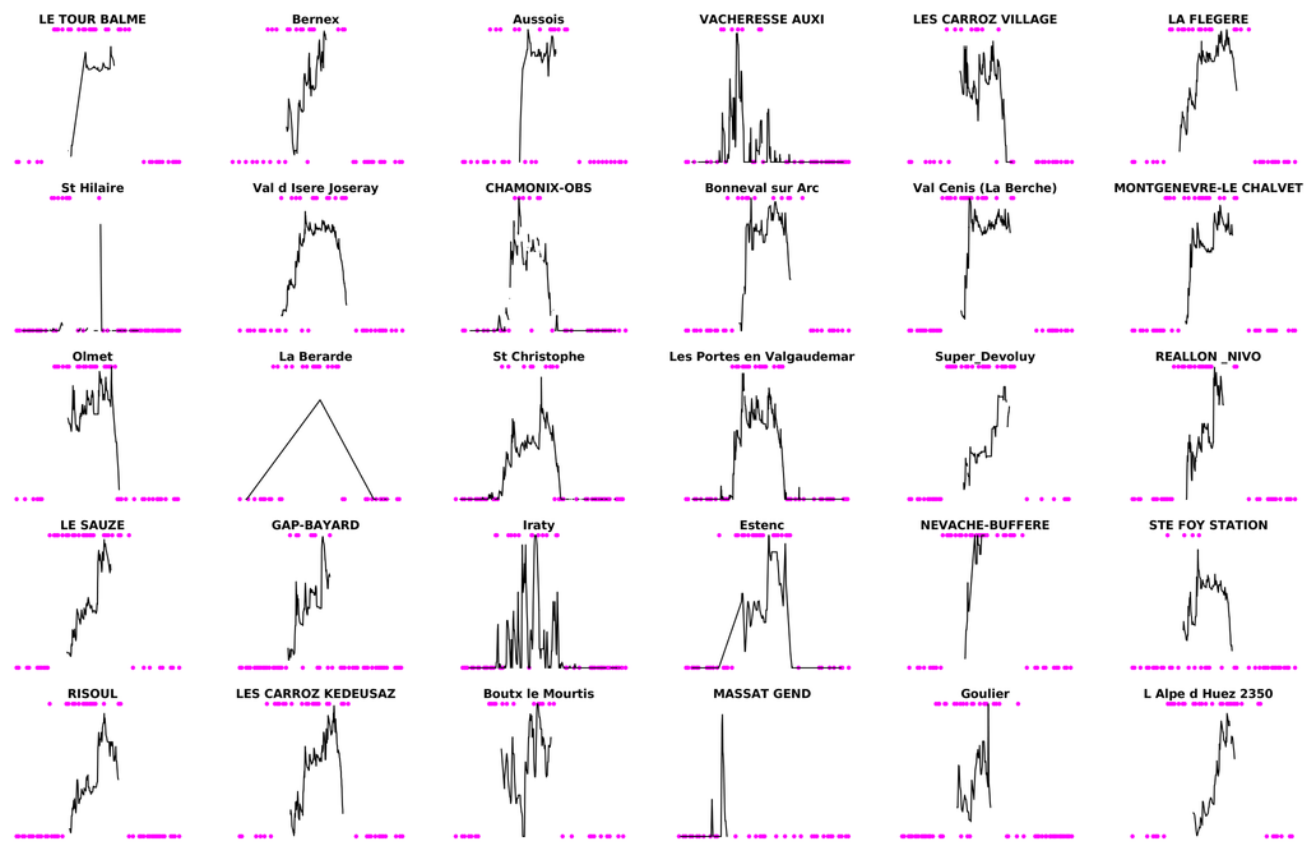 LE TOUR BALME
Bernex
Aussois
VACHERESSE AUXI
LES CARROZ VILLAGE
LA FLEGERE
St Hilaire
Val d Isere Joseray
CHAMONIX-OBS
Bonneval sur Arc
Val Cenis (La Berche)
MONTGENEVRE-LE CHALVET
Olmet
La Berarde
St Christophe
Les Portes en Valgaudemar
Super_Devoluy
REALLON _NIVO
LE SAUZE
GAP-BAYARD
Iraty
Estenc
NEVACHE-BUFFERE
STE FOY STATION
RISOUL
LES CARROZ KEDEUSAZ
Boutx le Mourtis
MASSAT GEND
Goulier
L Alpe d Huez 2350